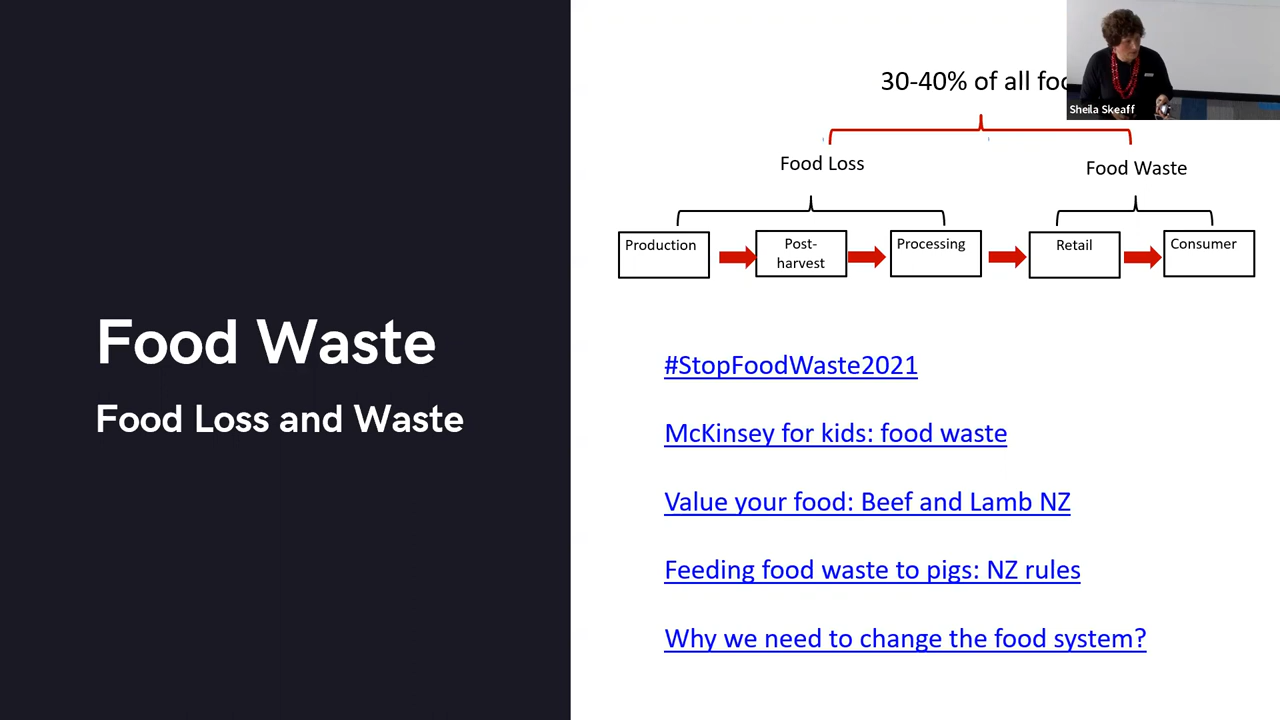 Food Waste
Food Loss and Waste
30-40% of all
Sheila Skeaff
Food Loss
Food Waste
Production
Post-
harvest
Processing
Retail
Consumer
#StopFoodWaste2021
McKinsey for kids: food waste
Value your food: Beef and Lamb NZ
Feeding food waste to pigs: NZ rules
Why we need to change the food system?